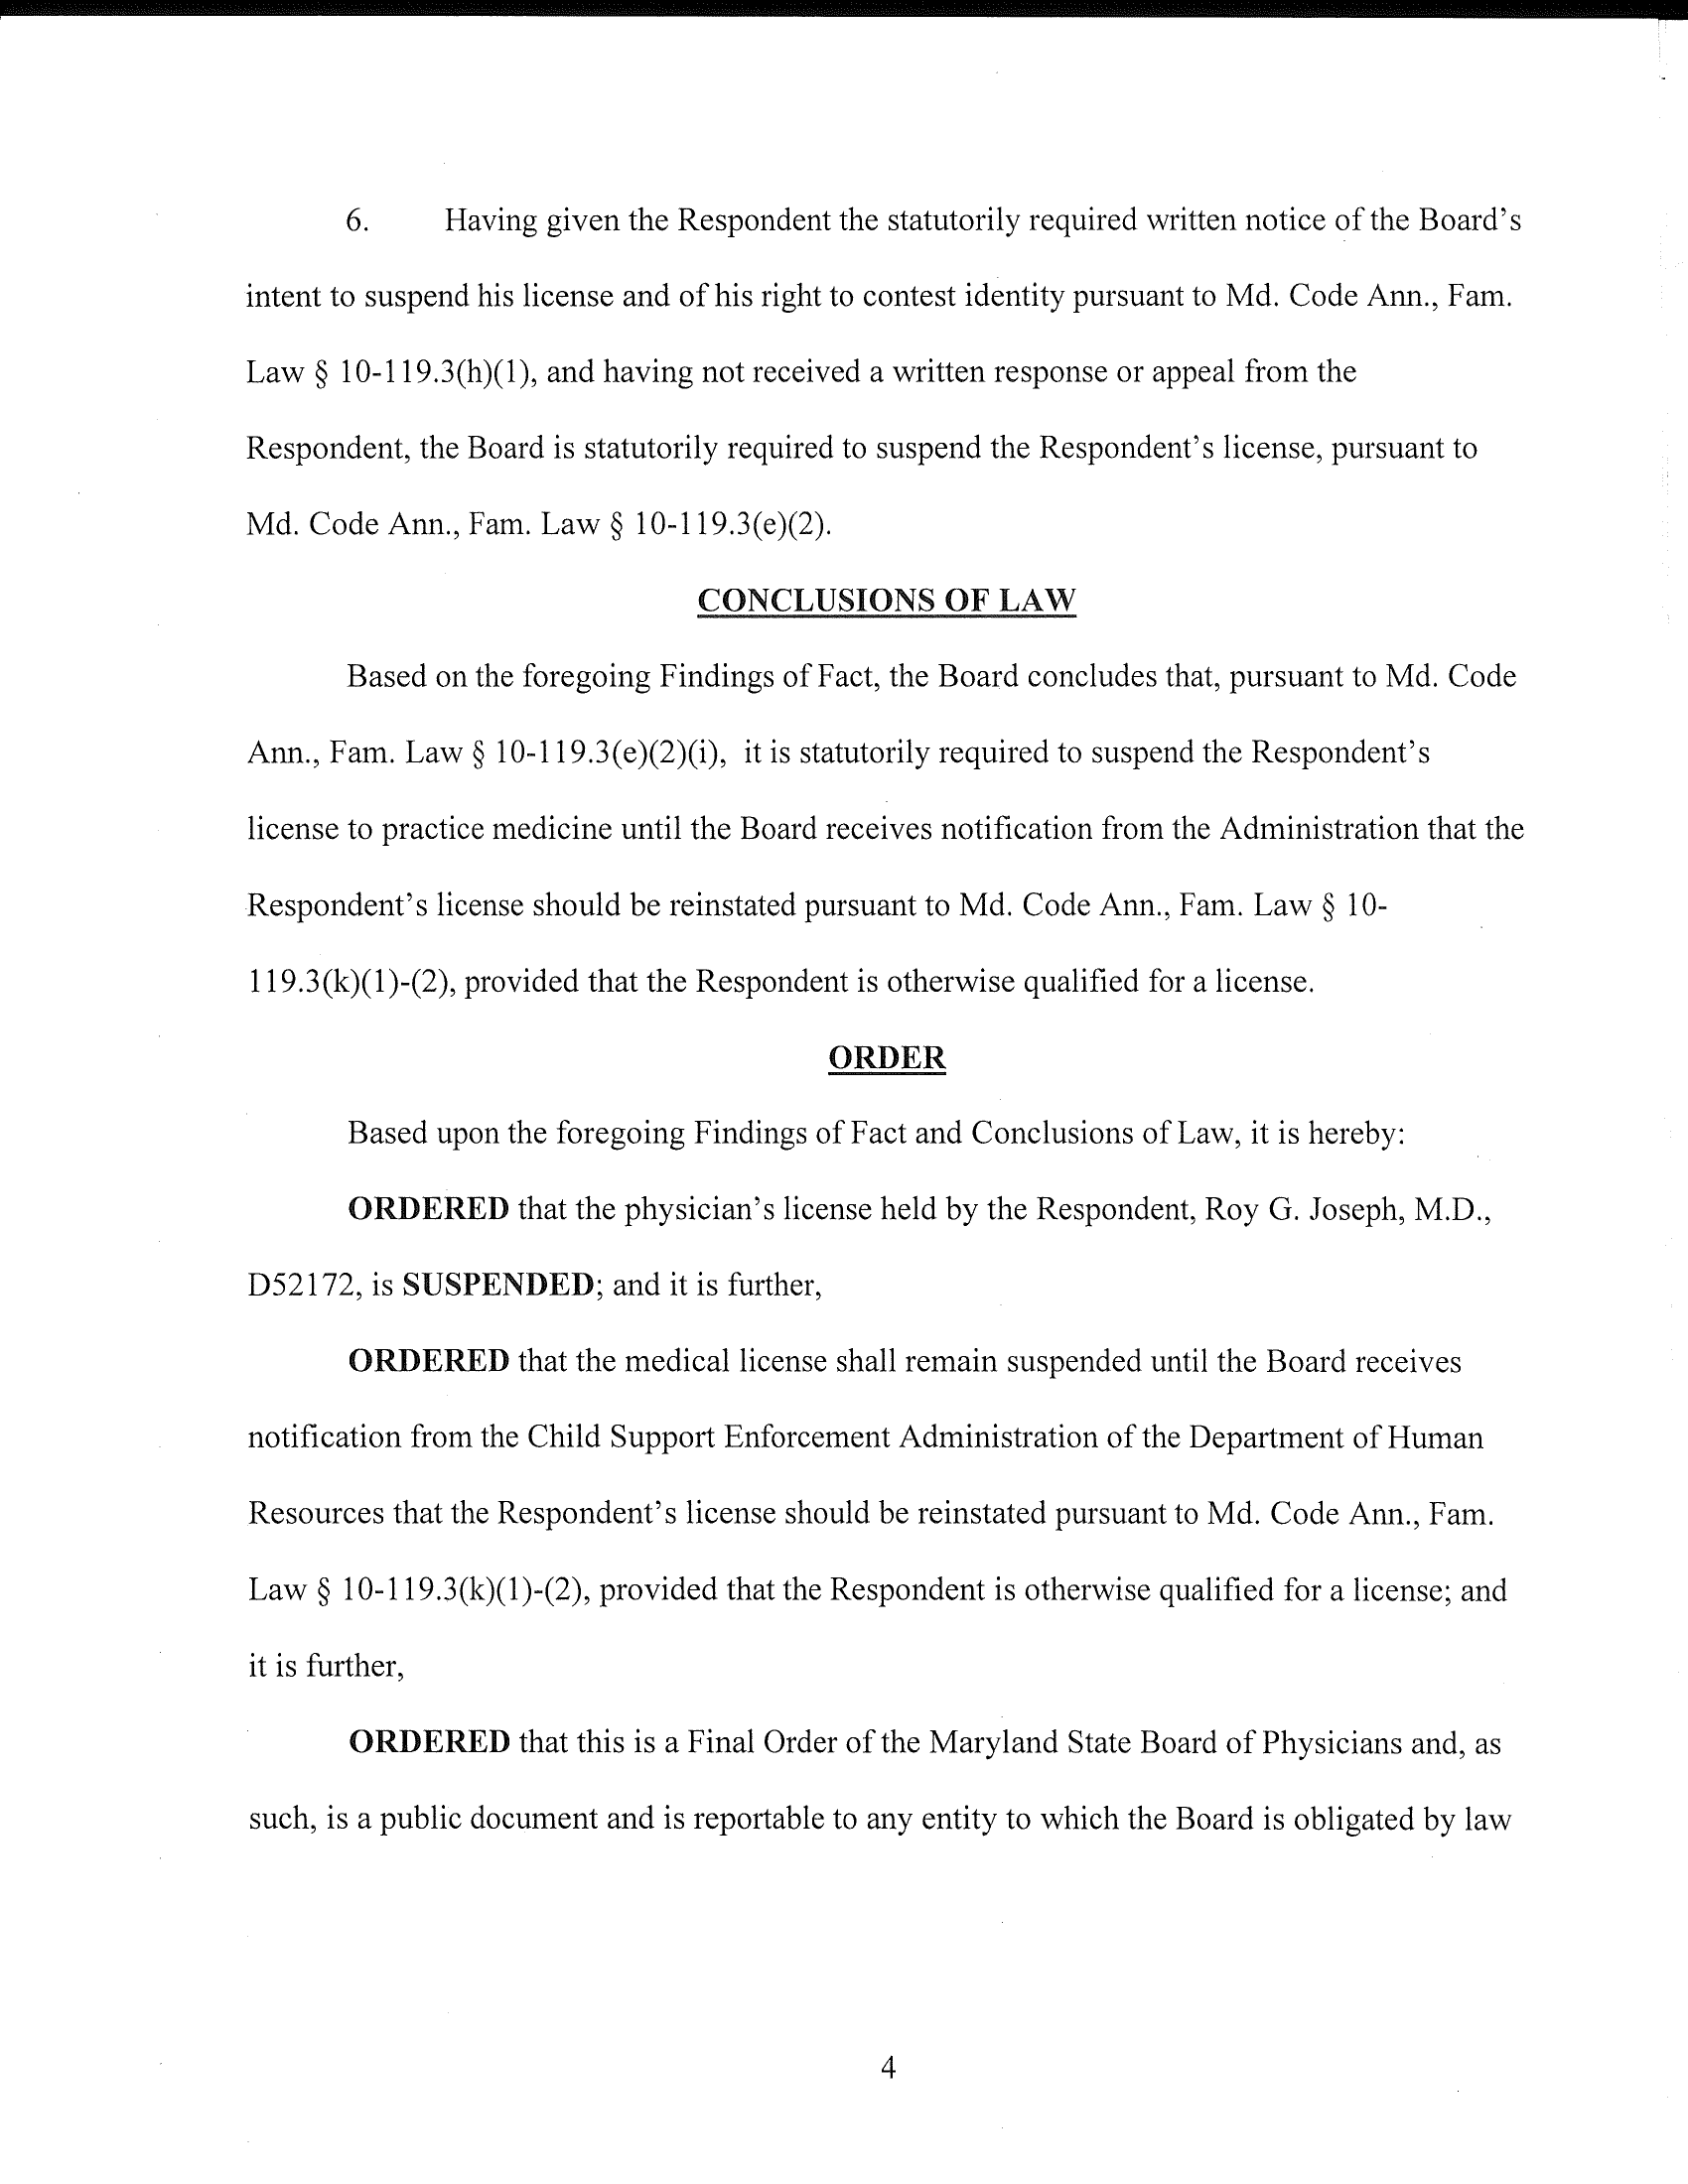 6. Having given the Respondent the statutorily required written notice of the Board's
intent to suspend his license and of his right to contest identity pursuant to Md. Code Ann., Fam.
Law § 10-119.3(h)(1), and having not received a written response or appeal from the
Respondent, the Board is statutorily required to suspend the Respondent's license, pursuant to
Md. Code Ann., Fam. Law § 10-119.3(e)(2).
CONCLUSIONS OF LAW
Based on the foregoing Findings of Fact, the Board concludes that, pursuant to Md. Code
Ann., Fam. Law § 10-119.3(e)(2)(i), it is statutorily required to suspend the Respondent's
license to practice medicine until the Board receives notification from the Administration that the
Respondent's license should be reinstated pursuant to Md. Code Ann., Fam. Law § 10-
119.3(k)(1)-(2), provided that the Respondent is otherwise qualified for a license.
ORDER
Based upon the foregoing Findings of Fact and Conclusions of Law, it is hereby:
ORDERED that the physician's license held by the Respondent, Roy G. Joseph, M.D.,
D52172, is SUSPENDED; and it is further,
ORDERED that the medical license shall remain suspended until the Board receives
notification from the Child Support Enforcement Administration of the Department of Human
Resources that the Respondent's license should be reinstated pursuant to Md. Code Ann., Fam.
Law § 10-119.3(k)(1)-(2), provided that the Respondent is otherwise qualified for a license; and
it is further,
ORDERED that this is a Final Order of the Maryland State Board of Physicians and, as
such, is a public document and is reportable to any entity to which the Board is obligated by law
4